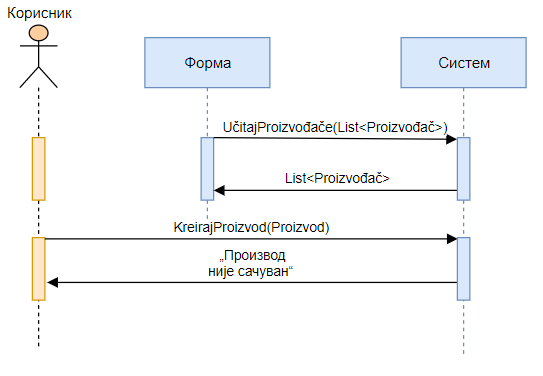 Корисник
Форма
Систем
UčitajProizvođače(List<Proizvođač>)
List<Proizvođač>
KreirajProizvod(Proizvod)
„Производ
није сачуван“